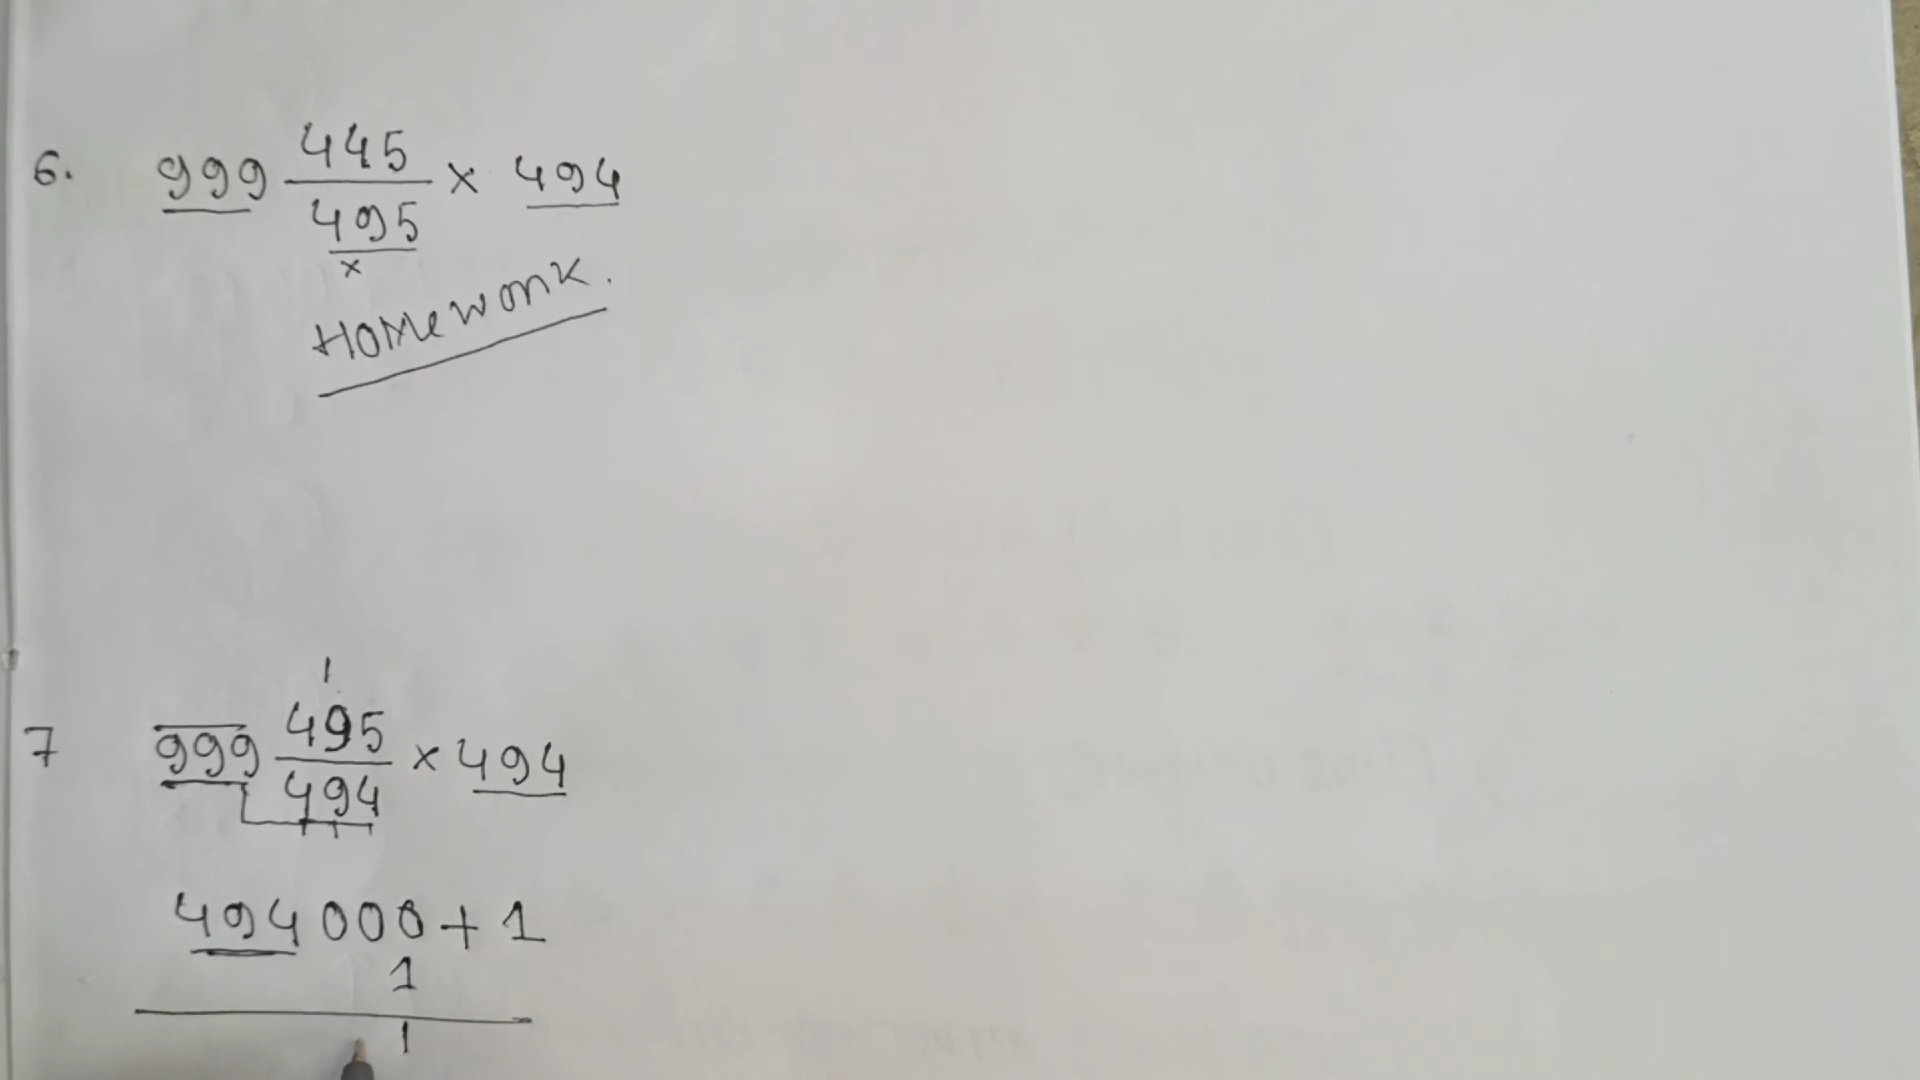 6. 999 445/495 × 494
×
Homework.
1
7 999 495/494 × 494
494000 + 1
1
1